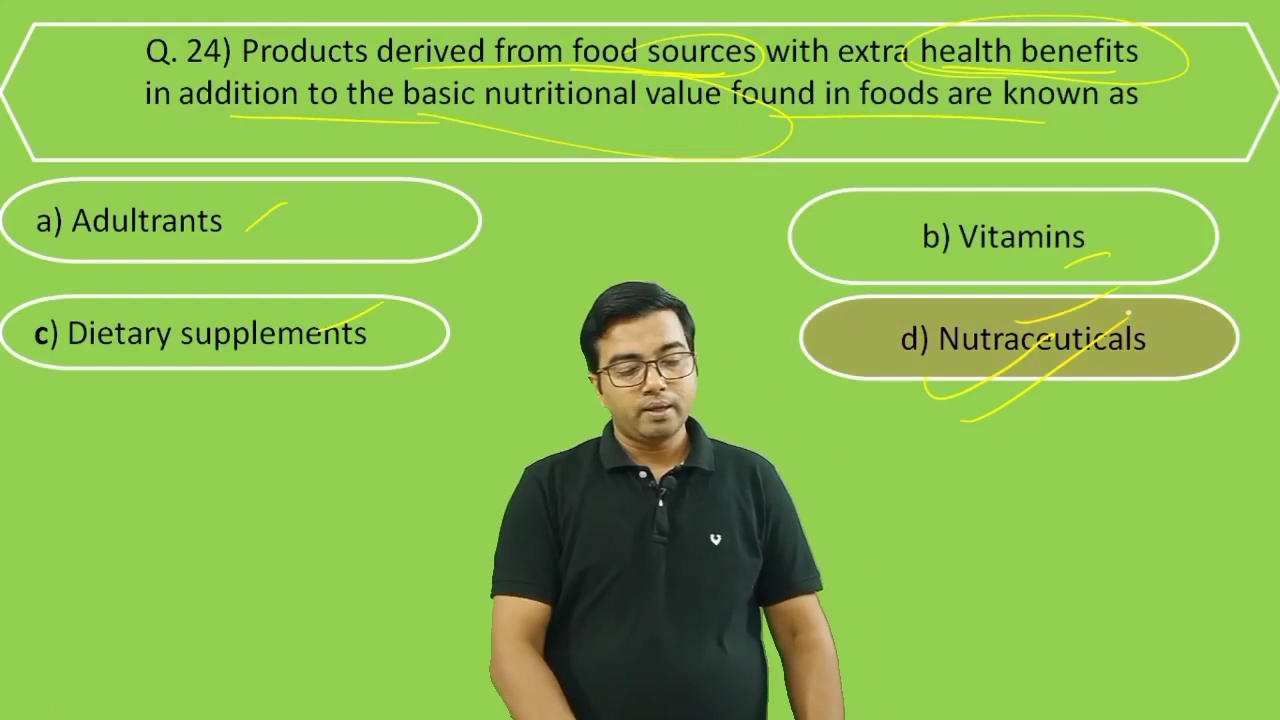 Q. 24) Products derived from food sources with extra health benefits
in addition to the basic nutritional value found in foods are known as
a) Adultrants
b) Vitamins
c) Dietary supplements
d) Nutraceuticals